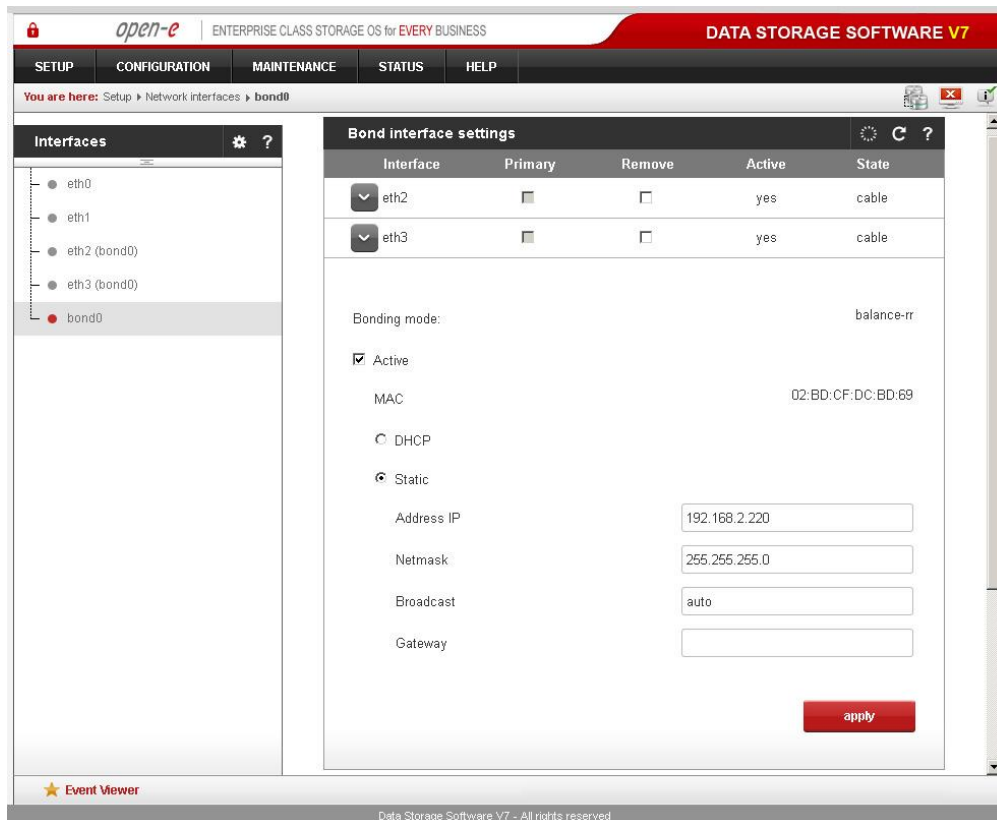 open-e ENTERPRISE CLASS STORAGE OS for EVERY BUSINESS DATA STORAGE SOFTWARE V7
SETUP CONFIGURATION MAINTENANCE STATUS HELP
You are here: Setup Network interfaces bond0
Interfaces ?
eth0
eth1
eth2 (bond0)
eth3 (bond0)
bond0
Bond interface settings ?
Interface Primary Remove Active State
eth2 yes cable
eth3 yes cable
Bonding mode: balance-rr
Active
MAC 02:BD:CF:DC:BD:69
DHCP
Static
Address IP 192.168.2.220
Netmask 255.255.255.0
Broadcast auto
Gateway
apply
Event Viewer
Data Storage Software V7 - All rights reserved